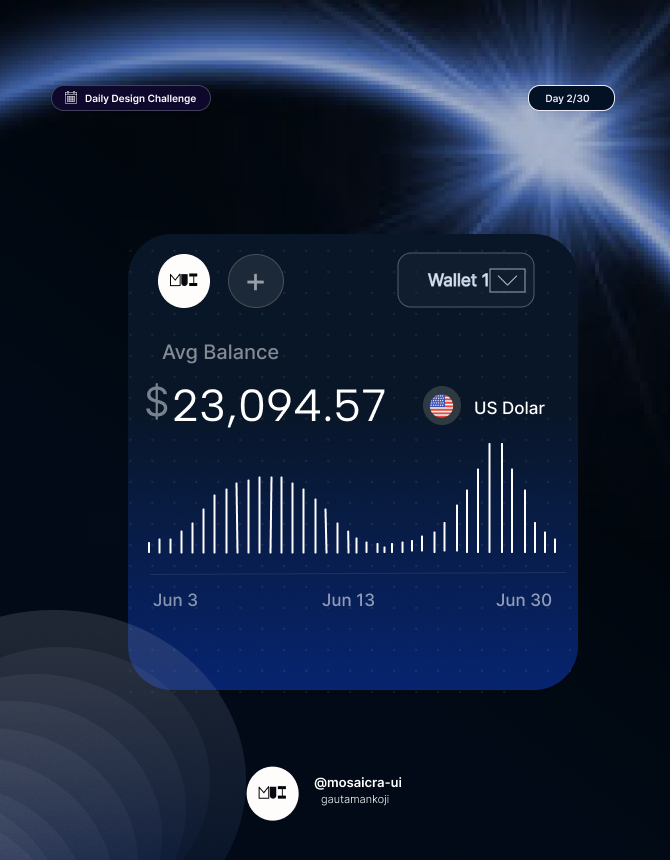 Daily Design Challenge
Day 2/30
MUI
+
Wallet 1
Avg Balance
$23,094.57
US Dolar
Jun 3
Jun 13
Jun 30
MUI
@mosaicra-ui
gautamankoji